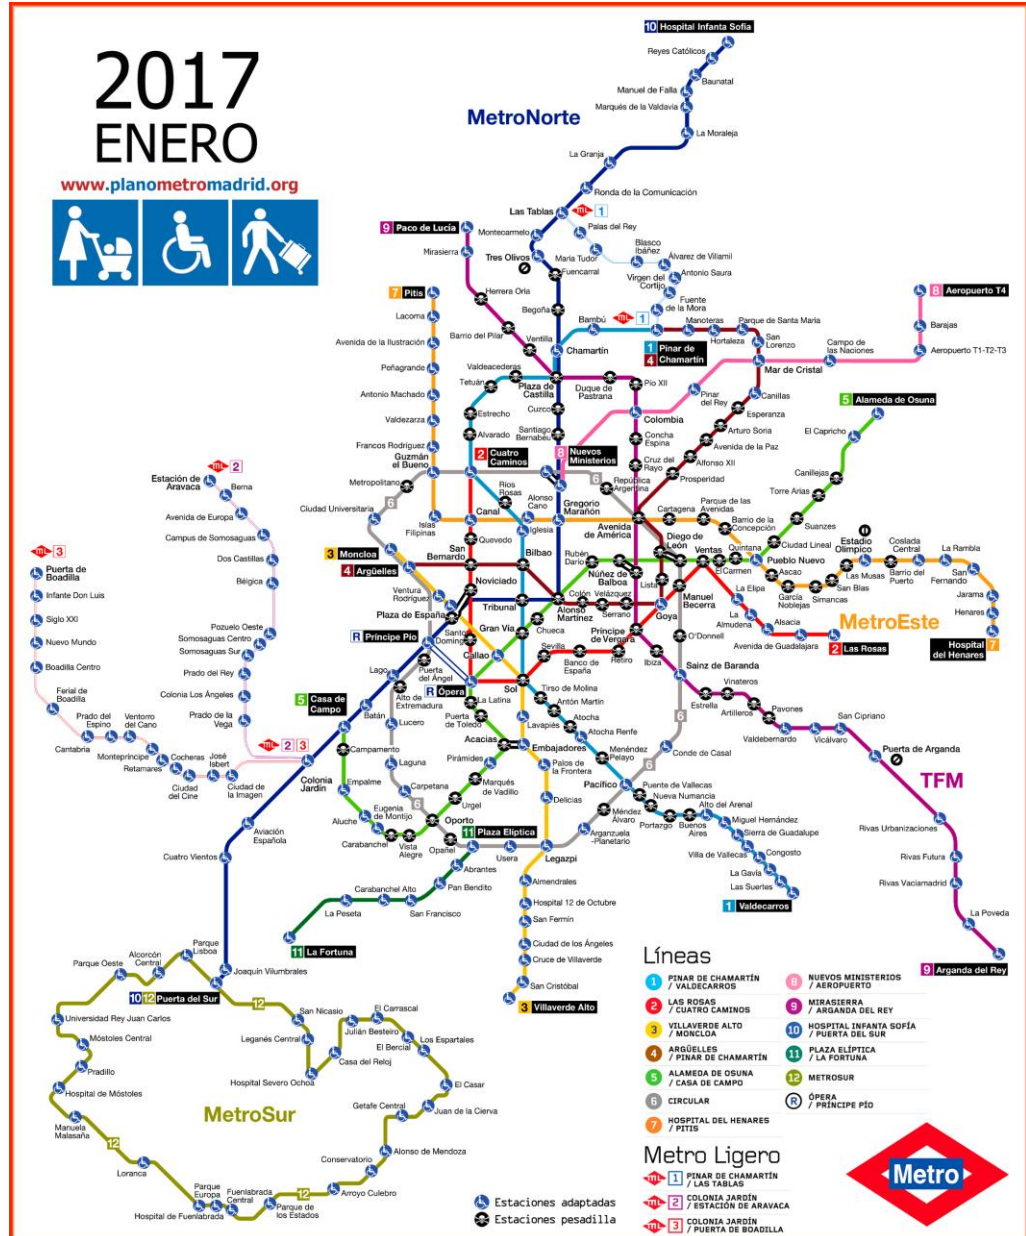 2017
ENERO
www.planometromadrid.org
10 Hospital Infanta Sofía
Reyes Católicos
Baunatal
Manuel de Falla
Marqués de la Valdavia
MetroNorte
La Moraleja
La Granja
Ronda de la Comunicación
Las Tablas
mL 1
9 Paco de Lucía
Montecarmelo
Palas del Rey
Mirasierra
Tres Olivos
Maria Tudor
Blasco
Ibáñez
Álvarez de Villamil
Fuencarral
Virgen del
Cortijo
Antonio Saura
7 Pitis
Herrera Oria
Begoña
Fuente
de la Mora
8 Aeropuerto T4
Lacoma
Barrio del Pilar
Ventilla
Bambú
mL 1
Manoteras
Parque de Santa María
Hortaleza
San
Lorenzo
Barajas
Avenida de la Ilustración
Chamartín
1 Pinar de
4 Chamartín
Campo de
las Naciones
Aeropuerto T1-T2-T3
Peñagrande
Valdeacederas
Mar de Cristal
Tetuán
Plaza de
Castilla
Duque de
Pastrana
Pío XII
Pinar
del Rey
Canillas
5 Alameda de Osuna
Antonio Machado
Estrecho
Cuzco
Colombia
Esperanza
Valdezarza
Alvarado
Santiago
Bernabéu
Concha
Espina
Arturo Soria
El Capricho
Francos Rodríguez
Avenida de la Paz
Guzmán
el Bueno
2 Cuatro
Caminos
8 Nuevos
Ministerios
Cruz del
Rayo
Alfonso XII
Canillejas
Metropolitano
República
Argentina
Prosperidad
Torre Arias
Estación de
Aravaca
mL 2
Berna
6
Ríos
Rosas
Alonso
Cano
Gregorio
Marañón
6
Cartagena
Parque de las
Avenidas
Suanzes
Ciudad Universitaria
Canal
Islas
Filipinas
Iglesia
Avenida
de América
Barrio de la
Concepción
Avenida de Europa
Quevedo
Diego de
León
Ventas
Quintana
Ciudad Lineal
Estadio
Olímpico
Coslada
Central
La Rambla
Campus de Somosaguas
3 Moncloa
San
Bernardo
Bilbao
Rubén
Darío
Núñez de
Balboa
El Carmen
Pueblo Nuevo
mL 3
Puerta de
Boadilla
Dos Castillas
4 Argüelles
Noviciado
Lista
Manuel
Becerra
La Elipa
Ascao
García
Noblejas
Simancas
San Blas
Las Musas
Barrio del
Puerto
San
Fernando
Jarama
Henares
Infante Don Luis
Bélgica
Ventura
Rodríguez
Tribunal
Alonso
Martínez
Colón
Velázquez
Serrano
Goya
La
Almudena
Alsacia
MetroEste
Siglo XXI
Plaza de España
Gran Vía
Chueca
Príncipe
de Vergara
O'Donnell
Avenida de Guadalajara
2 Las Rosas
Hospital
del Henares 7
Nuevo Mundo
Pozuelo Oeste
Somosaguas Centro
Somosaguas Sur
R Príncipe Pío
Santo
Domingo
Callao
Sevilla
Banco de
España
Retiro
Ibiza
Sainz de Baranda
Boadilla Centro
Prado del Rey
Lago
Puerta
del Ángel
R Ópera
Sol
Vinateros
Ferial de
Boadilla
Colonia Los Ángeles
5 Casa de
Campo
Batán
Alto de
Extremadura
La Latina
Tirso de Molina
Antón Martín
Estrella
Artilleros
Pavones
Prado del
Espino
Ventorro
del Cano
Prado de la
Vega
Lucero
Puerta
de Toledo
Lavapiés
Atocha
Atocha Renfe
6
San Cipriano
Cantabria
Montepríncipe
Retamares
Cocheras
José
Isbert
mL 2 3
Campamento
Acacias
Embajadores
Menéndez
Pelayo
Conde de Casal
Valdebernardo
Vicálvaro
Puerta de Arganda
Ciudad
del Cine
Ciudad de
la Imagen
Colonia
Jardín
Laguna
Pirámides
Palos de
la Frontera
6
TFM
Empalme
Carpetana
Marqués
de Vadillo
Pacífico
Puente de Vallecas
Nueva Numancia
Eugenia
de Montijo
6
Urgel
Delicias
Méndez
Álvaro
Alto del Arenal
Aviación
Española
Aluche
Oporto
11 Plaza Elíptica
Arganzuela
-Planetario
Portazgo
Buenos
Aires
Miguel Hernández
Rivas Urbanizaciones
Carabanchel
Vista
Alegre
Opañel
Usera
Legazpi
Sierra de Guadalupe
Cuatro Vientos
Abrantes
Villa de Vallecas
Congosto
Rivas Futura
Carabanchel Alto
Pan Bendito
Almendrales
La Gavia
La Peseta
San Francisco
Hospital 12 de Octubre
Las Suertes
Rivas Vaciamadrid
San Fermín
1 Valdecarros
La Poveda
11 La Fortuna
Ciudad de los Ángeles
Parque
Lisboa
Cruce de Villaverde
Alcorcón
Central
Parque Oeste
Joaquín Vilumbrales
San Cristóbal
9 Arganda del Rey
10 12 Puerta del Sur
12
3 Villaverde Alto
Universidad Rey Juan Carlos
San Nicasio
El Carrascal
Móstoles Central
Leganés Central
Julián Besteiro
El Bercial
Los Espartales
Pradillo
Casa del Reloj
Hospital de Móstoles
Hospital Severo Ochoa
El Casar
MetroSur
Getafe Central
Juan de la Cierva
Manuela
Malasaña
12
Alonso de Mendoza
Loranca
Conservatorio
Parque
Europa
Fuenlabrada
Central
12
Arroyo Culebro
Hospital de Fuenlabrada
Parque de
los Estados
Líneas
1 PINAR DE CHAMARTÍN
/ VALDECARROS
2 LAS ROSAS
/ CUATRO CAMINOS
3 VILLAVERDE ALTO
/ MONCLOA
4 ARGÜELLES
/ PINAR DE CHAMARTÍN
5 ALAMEDA DE OSUNA
/ CASA DE CAMPO
6 CIRCULAR
7 HOSPITAL DEL HENARES
/ PITIS
8 NUEVOS MINISTERIOS
/ AEROPUERTO
9 MIRASIERRA
/ ARGANDA DEL REY
10 HOSPITAL INFANTA SOFÍA
/ PUERTA DEL SUR
11 PLAZA ELÍPTICA
/ LA FORTUNA
12 METROSUR
R ÓPERA
/ PRÍNCIPE PÍO
Metro Ligero
mL 1 PINAR DE CHAMARTÍN
/ LAS TABLAS
mL 2 COLONIA JARDÍN
/ ESTACIÓN DE ARAVACA
mL 3 COLONIA JARDÍN
/ PUERTA DE BOADILLA
Estaciones adaptadas
Estaciones pesadilla
Metro